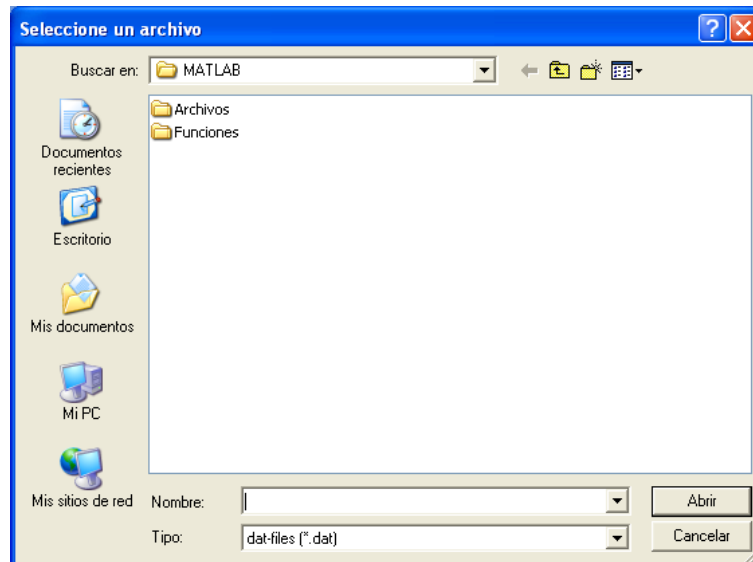 Seleccione un archivo
Buscar en: MATLAB
Archivos
Funciones
Documentos
recientes
Escritorio
Mis documentos
Mi PC
Mis sitios de red
Nombre:
Abrir
Tipo: dat-files (*.dat)
Cancelar